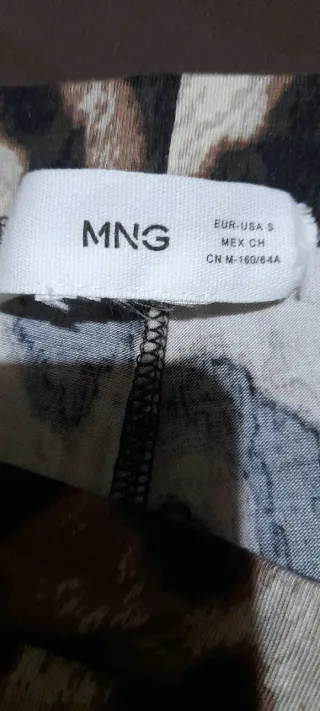 MNG
EUR-USA S
MEX CH
CN M-160/64A